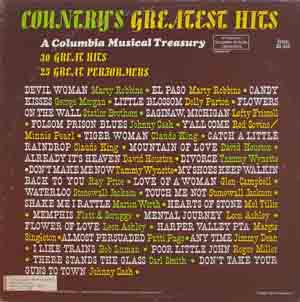 COUNTRY'S GREATEST HITS
A Columbia Musical Treasury
30 GREAT HITS
23 GREAT PERFORMERS
DEVIL WOMAN Marty Robbins • EL PASO Marty Robbins • CANDY
KISSES George Morgan • LITTLE BLOSSOM Dolly Parton • FLOWERS
ON THE WALL Statler Brothers • SAGINAW, MICHIGAN Lefty Frizzell
• FOLSOM PRISON BLUES Johnny Cash • Y'ALL COME Red Sovine/
Minnie Pearl • TIGER WOMAN Claude King • CATCH A LITTLE
RAINDROP Claude King • MOUNTAIN OF LOVE David Houston •
ALREADY IT'S HEAVEN David Houston • DIVORCE Tammy Wynette
• DON'T MAKE ME NOW Tammy Wynette • MY SHOES KEEP WALKIN
BACK TO YOU Ray Price • LOVE OF A WOMAN Glen Campbell •
WATERLOO Stonewall Jackson • TOUCH ME NOT Stonewall Jackson •
SHAKE ME I RATTLE Marion Worth • HEARTS OF STONE Mel Tillis
• MEMPHIS Flatt & Scruggs • SENTIMENTAL JOURNEY Leon Ashley •
FLOWER OF LOVE Leon Ashley • HARPER VALLEY PTA Margie
Singleton • ALMOST PERSUADED Patti Page • ANY TIME Jimmy Dean
• I LIKE TRAINS Bob Luman • POOR LITTLE JOHN Roger Miller
• THERE STANDS THE GLASS Carl Smith • DON'T TAKE YOUR
GUNS TO TOWN Johnny Cash